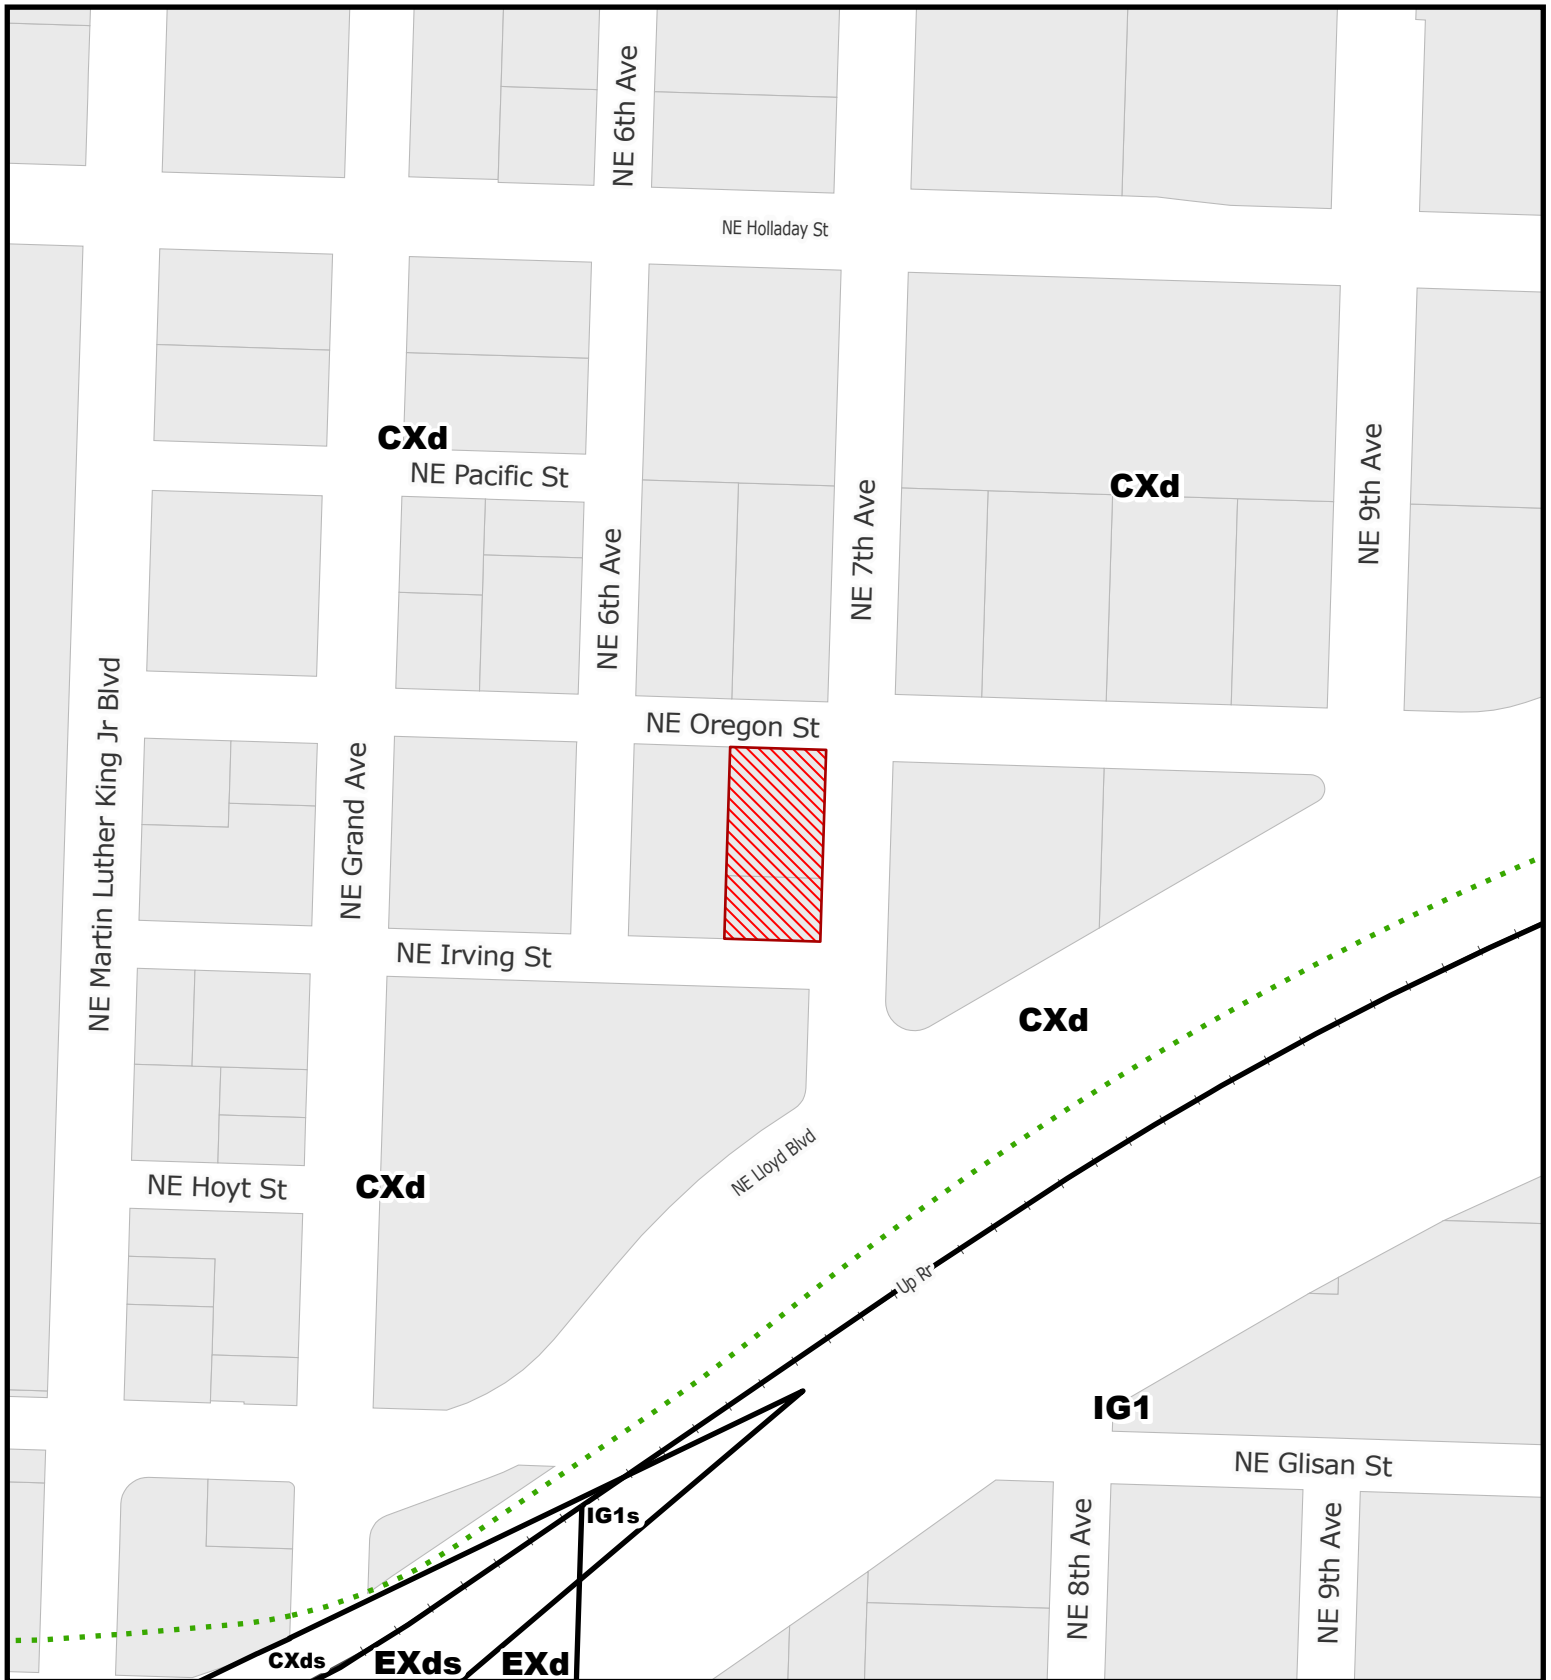 NE 6th Ave
NE Holladay St
CXd
NE Pacific St
CXd
NE 9th Ave
NE 7th Ave
NE 6th Ave
NE Oregon St
NE Martin Luther King Jr Blvd
NE Grand Ave
NE Irving St
CXd
NE Lloyd Blvd
NE Hoyt St
CXd
Up Rr
IG1
NE Glisan St
IG1s
NE 8th Ave
NE 9th Ave
CXds
EXds
EXd